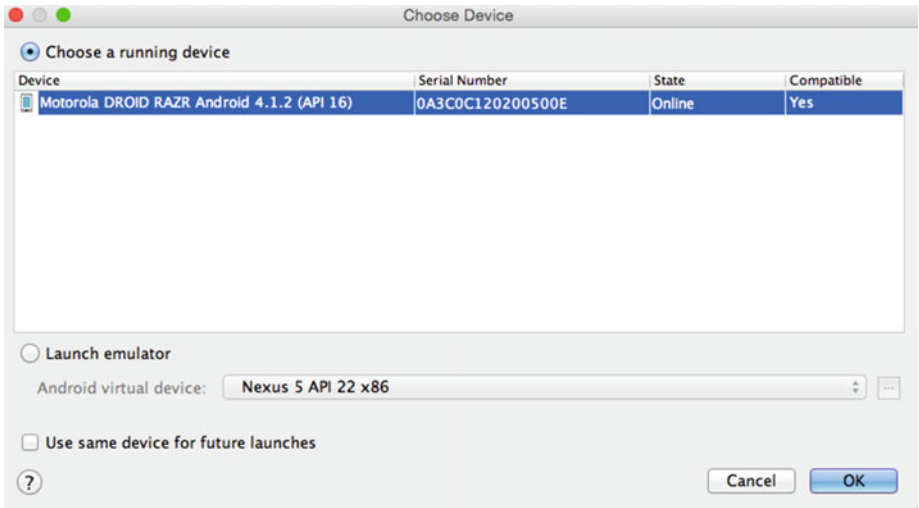 Choose Device
Choose a running device
Device Serial Number State Compatible
Motorola DROID RAZR Android 4.1.2 (API 16) 0A3C0C120200500E Online Yes
Launch emulator
Android virtual device: Nexus 5 API 22 x86 ...
Use same device for future launches
? Cancel OK